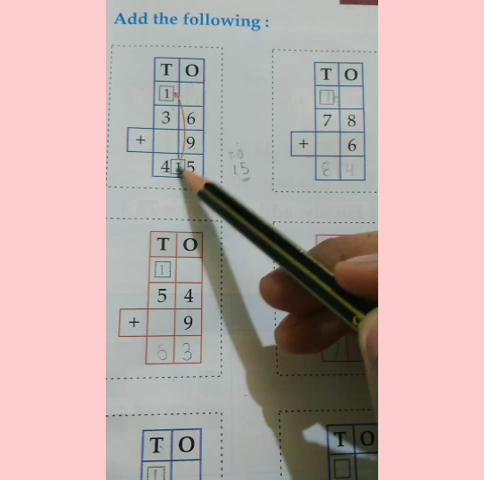 Add the following :
T O
1
3 6
+ 9
4 1 5
T O
15
T O
1
7 8
+ 6
8 4
T O
1
5 4
+ 9
6 3
T O
1
T O